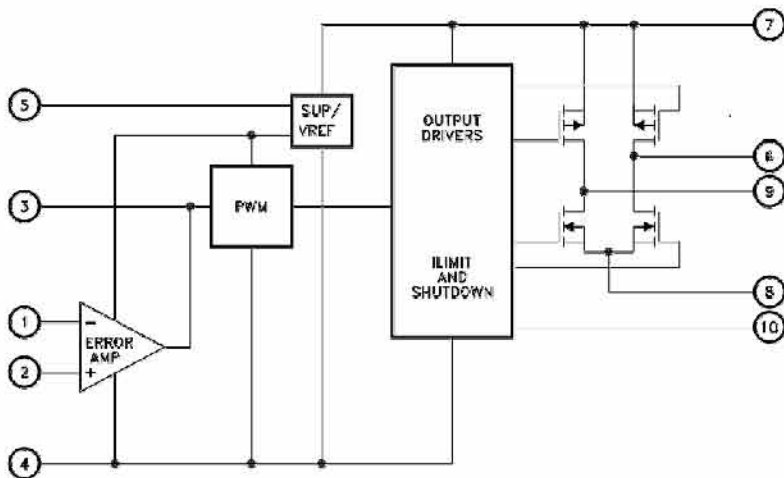 7
5
SUP/
VREF
OUTPUT
DRIVERS
6
3
PWM
9
ILIMIT
AND
SHUTDOWN
8
1
−
ERROR
AMP
10
2
+
4